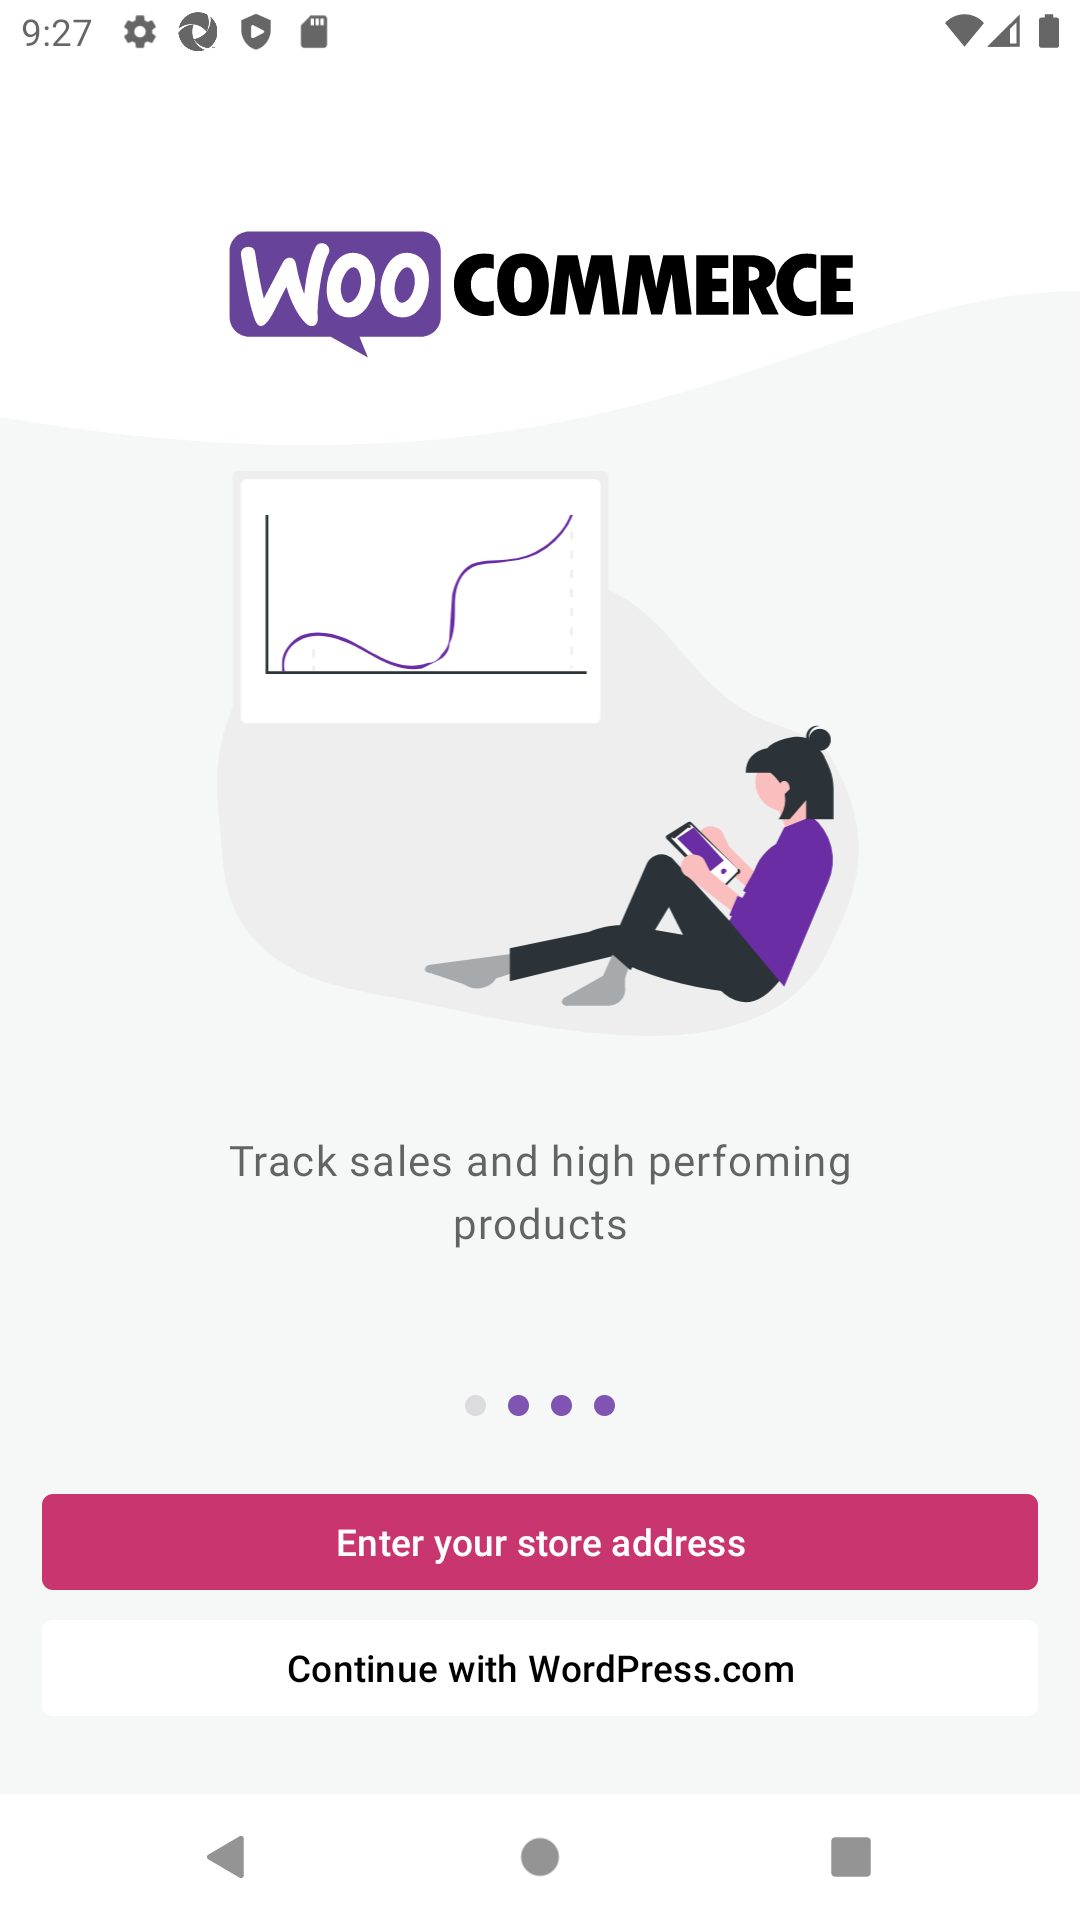 9:27
WOO COMMERCE
Track sales and high perfoming
products
Enter your store address
Continue with WordPress.com